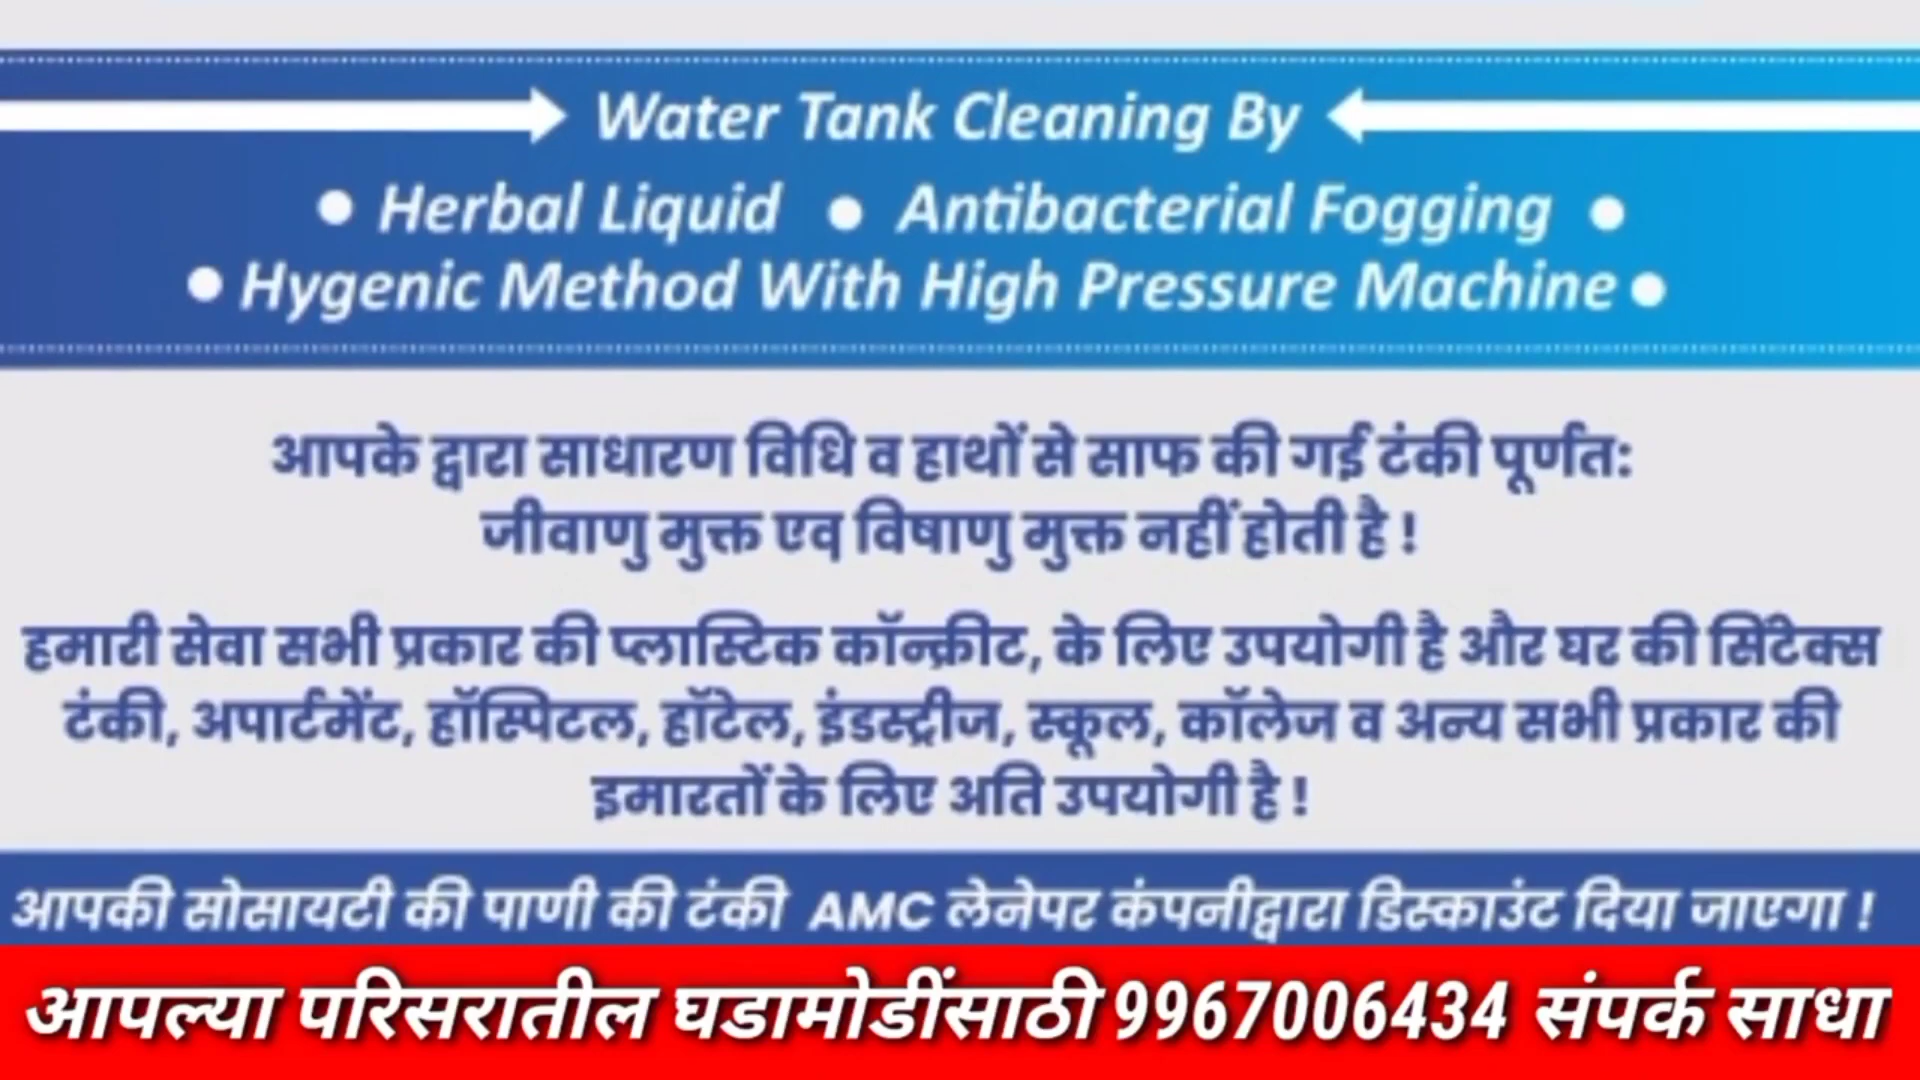 Water Tank Cleaning By
• Herbal Liquid • Antibacterial Fogging •
• Hygenic Method With High Pressure Machine •
आपके द्वारा साधारण विधि व हाथों से साफ की गई टंकी पूर्णत:
जीवाणु मुक्त एव् विषाणु मुक्त नहीं होती है !
हमारी सेवा सभी प्रकार की प्लास्टिक कॉन्क्रीट, के लिए उपयोगी है और घर की सिंटेक्स
टंकी, अपार्टमेंट, हॉस्पिटल, हॉटेल, इंडस्ट्रीज, स्कूल, कॉलेज व अन्य सभी प्रकार की
इमारतों के लिए अति उपयोगी है !
आपकी सोसायटी की पाणी की टंकी AMC लेनेपर कंपनीद्वारा डिस्काउंट दिया जाएगा !
आपल्या परिसरातील घडामोडींसाठी 9967006434 संपर्क साधा